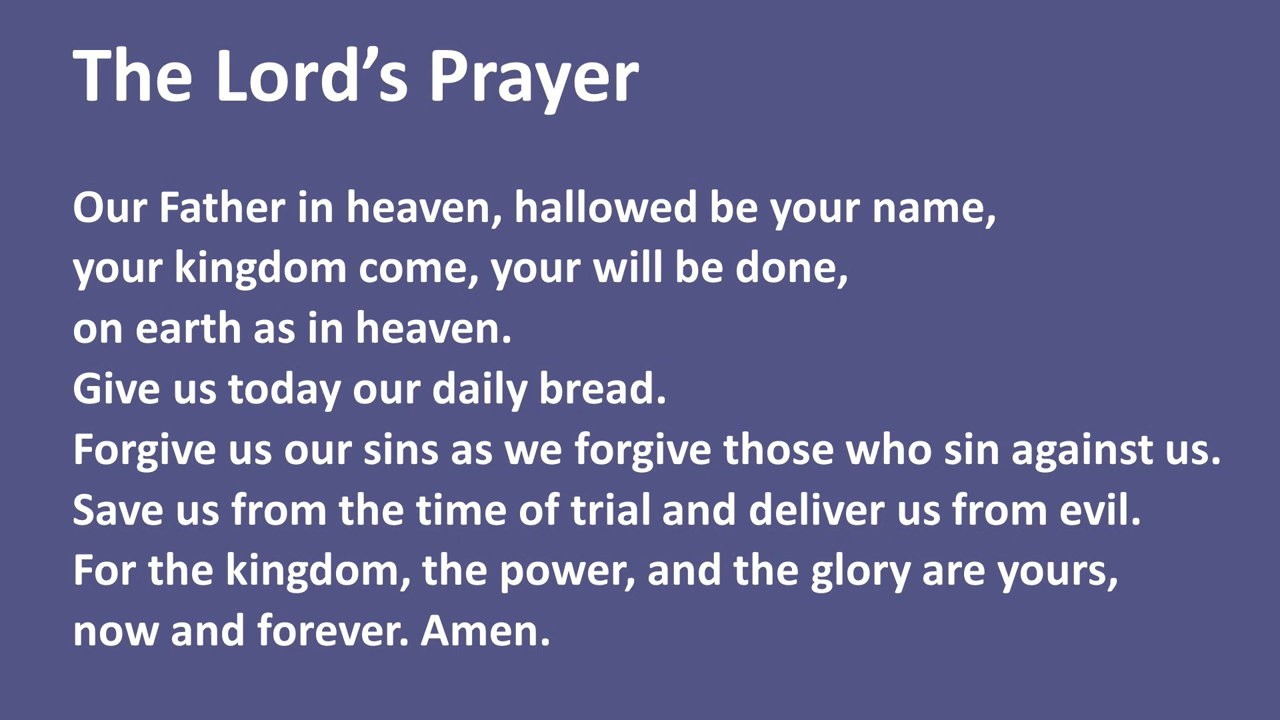 The Lord’s Prayer
Our Father in heaven, hallowed be your name,
your kingdom come, your will be done,
on earth as in heaven.
Give us today our daily bread.
Forgive us our sins as we forgive those who sin against us.
Save us from the time of trial and deliver us from evil.
For the kingdom, the power, and the glory are yours,
now and forever. Amen.